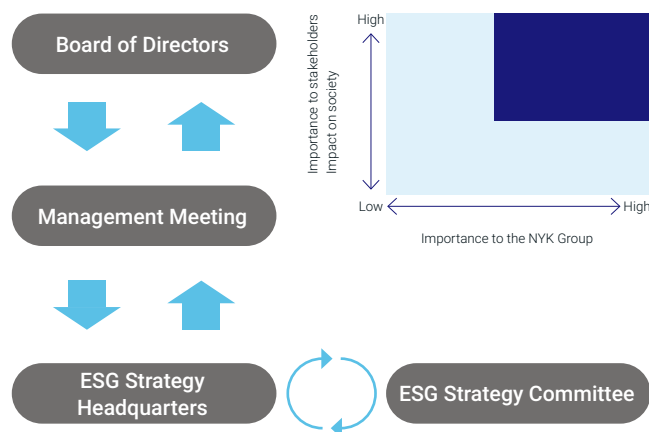 Board of Directors
Management Meeting
ESG Strategy
Headquarters
ESG Strategy Committee
High
Importance to stakeholders
Impact on society
Low
High
Importance to the NYK Group